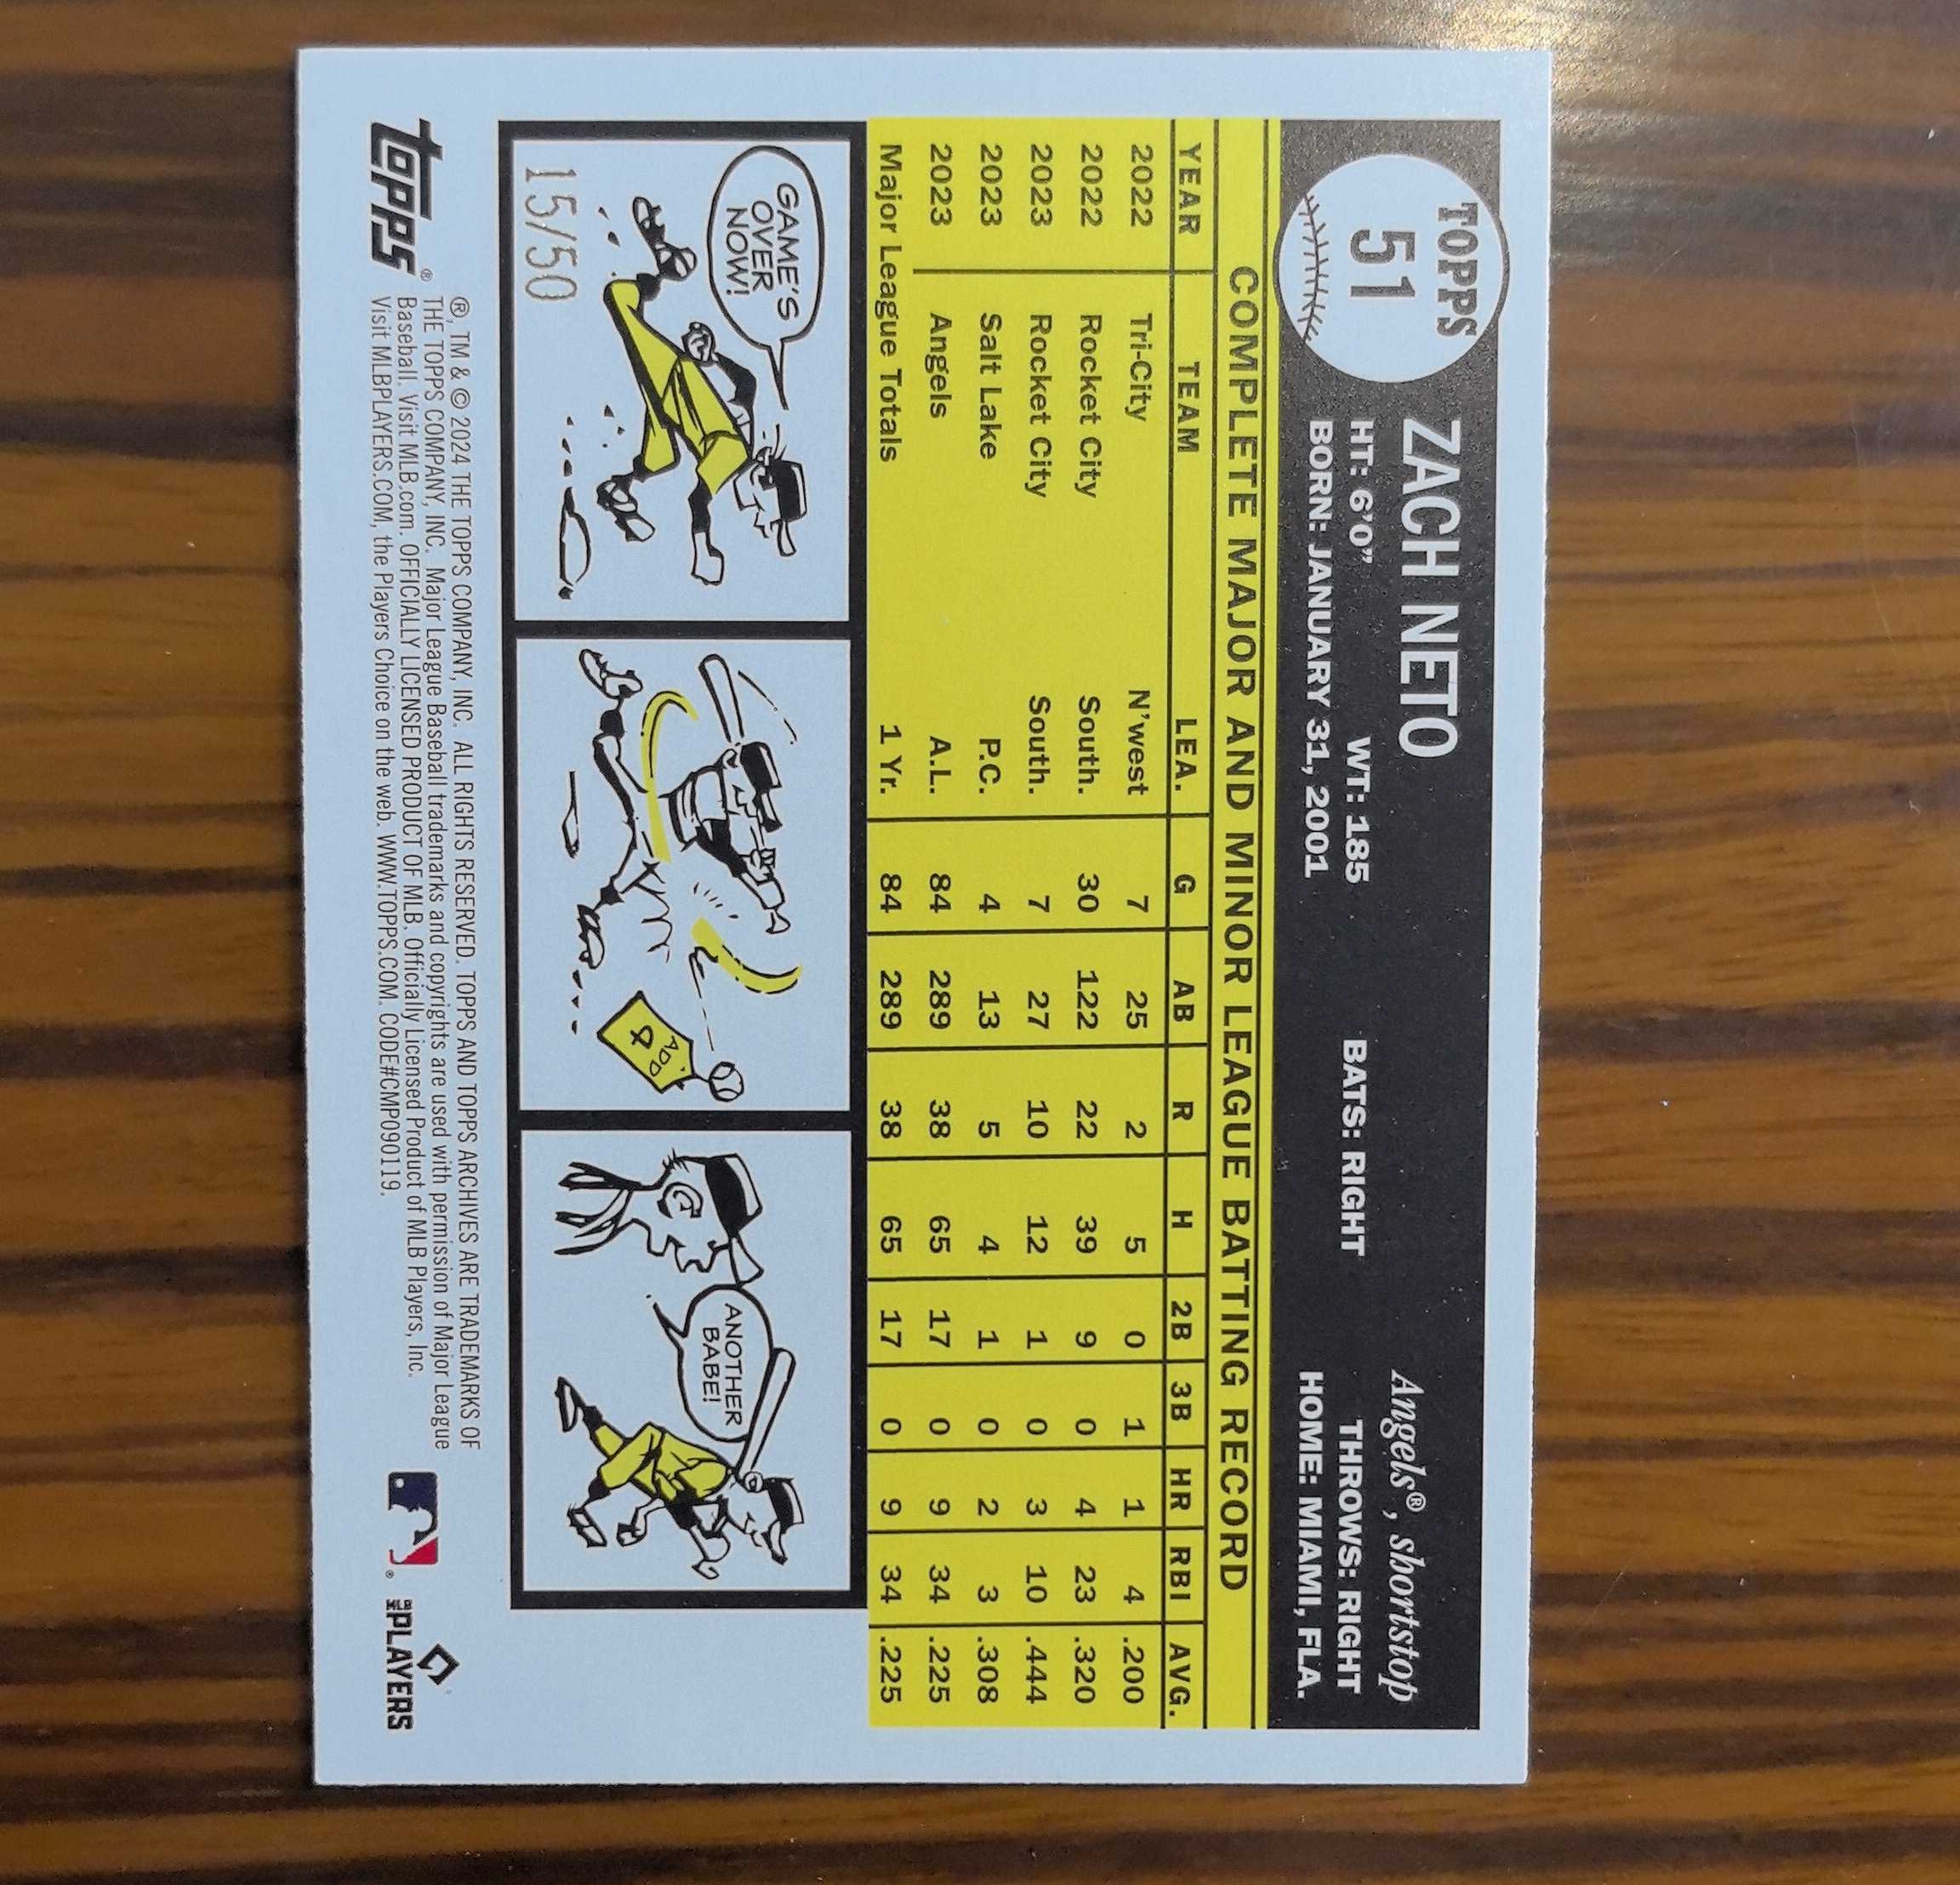 TOPPS
51
ZACH NETO
Angels®, shortstop
HT: 6'0" WT: 185 BATS: RIGHT THROWS: RIGHT
BORN: JANUARY 31, 2001 HOME: MIAMI, FLA.
COMPLETE MAJOR AND MINOR LEAGUE BATTING RECORD
YEAR TEAM LEA. G AB R H 2B 3B HR RBI AVG.
2022 Tri-City N'west 7 25 2 5 0 1 1 4 .200
2022 Rocket City South. 30 122 22 39 9 0 4 23 .320
2023 Rocket City South. 7 27 10 12 1 0 3 10 .444
2023 Salt Lake P.C. 4 13 5 4 1 0 2 3 .308
2023 Angels A.L. 84 289 38 65 17 0 9 34 .225
Major League Totals 1 Yr. 84 289 38 65 17 0 9 34 .225
GAME'S
OVER
NOW!
15/50
ANOTHER
BABE!
topps®
®, TM & © 2024 THE TOPPS COMPANY, INC. ALL RIGHTS RESERVED. TOPPS AND TOPPS ARCHIVES ARE TRADEMARKS OF
THE TOPPS COMPANY, INC. Major League Baseball trademarks and copyrights are used with permission of Major League
Baseball. Visit MLB.com. OFFICIALLY LICENSED PRODUCT OF MLB. Officially Licensed Product of MLB Players, Inc.
Visit MLBPLAYERS.COM, the Players Choice on the web. WWW.TOPPS.COM. CODE#CMP090119.
PLAYERS